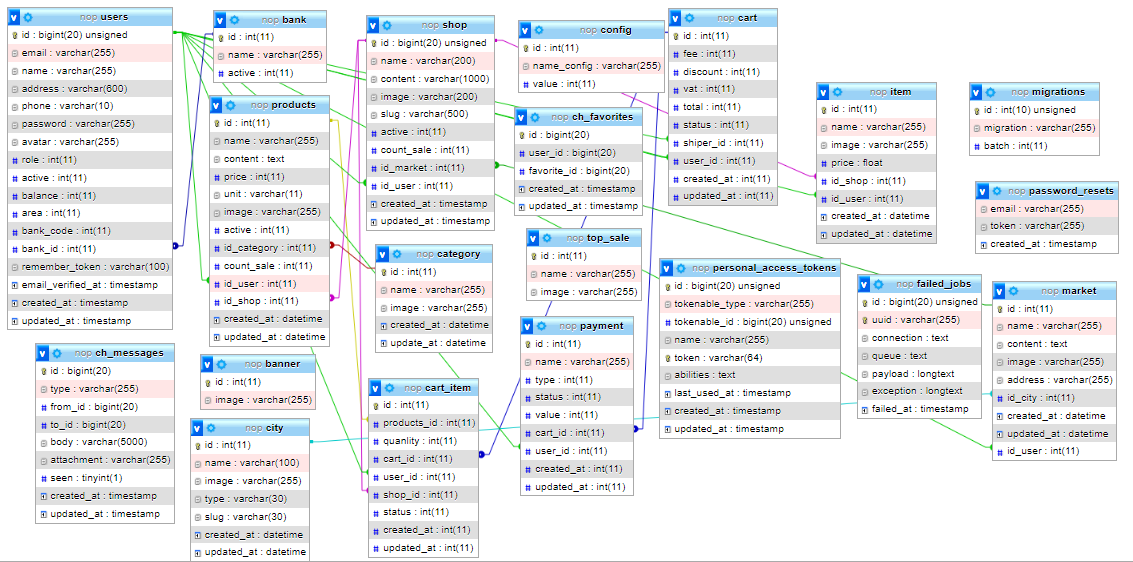 nop users
id : bigint(20) unsigned
email : varchar(255)
name : varchar(255)
address : varchar(600)
phone : varchar(10)
password : varchar(255)
avatar : varchar(255)
role : int(11)
active : int(11)
balance : int(11)
area : int(11)
bank_code : int(11)
bank_id : int(11)
remember_token : varchar(100)
email_verified_at : timestamp
created_at : timestamp
updated_at : timestamp
nop bank
id : int(11)
name : varchar(255)
active : int(11)
nop products
id : int(11)
name : varchar(255)
content : text
price : int(11)
unit : varchar(11)
image : varchar(255)
active : int(11)
id_category : int(11)
count_sale : int(11)
id_user : int(11)
id_shop : int(11)
created_at : datetime
updated_at : datetime
nop shop
id : bigint(20) unsigned
name : varchar(200)
content : varchar(1000)
image : varchar(200)
slug : varchar(500)
active : int(11)
count_sale : int(11)
id_market : int(11)
id_user : int(11)
created_at : timestamp
updated_at : timestamp
nop config
id : int(11)
name_config : varchar(255)
value : int(11)
nop cart
id : int(11)
fee : int(11)
discount : int(11)
vat : int(11)
total : int(11)
status : int(11)
shiper_id : int(11)
user_id : int(11)
created_at : int(11)
updated_at : int(11)
nop ch_favorites
id : bigint(20)
user_id : bigint(20)
favorite_id : bigint(20)
created_at : timestamp
updated_at : timestamp
nop item
id : int(11)
name : varchar(255)
image : varchar(255)
price : float
id_shop : int(11)
id_user : int(11)
created_at : datetime
updated_at : datetime
nop migrations
id : int(10) unsigned
migration : varchar(255)
batch : int(11)
nop password_resets
email : varchar(255)
token : varchar(255)
created_at : timestamp
nop category
id : int(11)
name : varchar(255)
image : varchar(255)
created_at : datetime
updated_at : datetime
nop top_sale
id : int(11)
name : varchar(255)
image : varchar(255)
nop personal_access_tokens
id : bigint(20) unsigned
tokenable_type : varchar(255)
tokenable_id : bigint(20) unsigned
name : varchar(255)
token : varchar(64)
abilities : text
last_used_at : timestamp
created_at : timestamp
updated_at : timestamp
nop failed_jobs
id : bigint(20) unsigned
uuid : varchar(255)
connection : text
queue : text
payload : longtext
exception : longtext
failed_at : timestamp
nop market
id : int(11)
name : varchar(255)
content : text
image : varchar(255)
address : varchar(255)
id_city : int(11)
created_at : datetime
updated_at : datetime
id_user : int(11)
nop ch_messages
id : bigint(20)
type : varchar(255)
from_id : bigint(20)
to_id : bigint(20)
body : varchar(5000)
attachment : varchar(255)
seen : tinyint(1)
created_at : timestamp
updated_at : timestamp
nop banner
id : int(11)
image : varchar(255)
nop city
id : int(11)
name : varchar(100)
image : varchar(255)
type : varchar(30)
slug : varchar(30)
created_at : datetime
updated_at : datetime
nop cart_item
id : int(11)
products_id : int(11)
quanlity : int(11)
cart_id : int(11)
user_id : int(11)
shop_id : int(11)
status : int(11)
created_at : int(11)
updated_at : int(11)
nop payment
id : int(11)
name : varchar(255)
type : int(11)
status : int(11)
value : int(11)
cart_id : int(11)
user_id : int(11)
created_at : int(11)
updated_at : int(11)